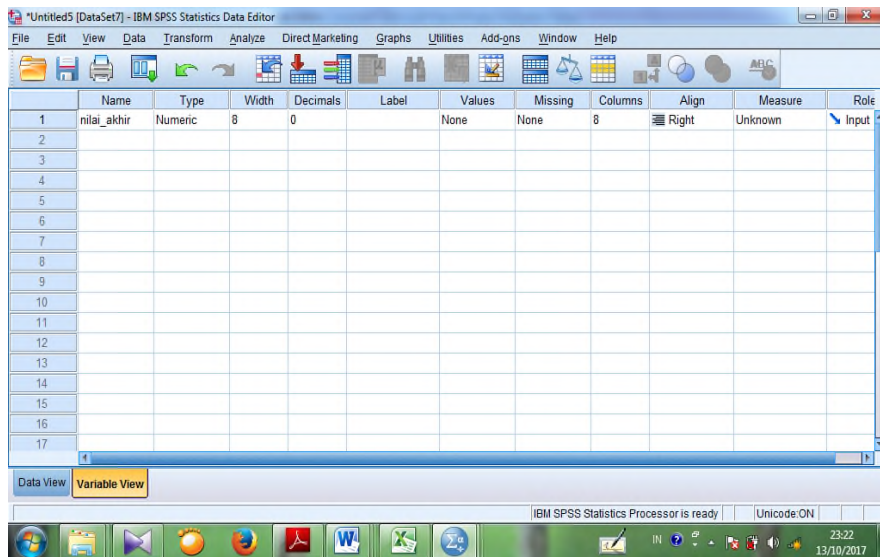 *Untitled5 [DataSet7] - IBM SPSS Statistics Data Editor
File Edit View Data Transform Analyze Direct Marketing Graphs Utilities Add-ons Window Help
Name Type Width Decimals Label Values Missing Columns Align Measure Role
1 nilai_akhir Numeric 8 0 None None 8 Right Unknown Input
2
3
4
5
6
7
8
9
10
11
12
13
14
15
16
17
Data View Variable View
IBM SPSS Statistics Processor is ready Unicode:ON
IN 23:22
13/10/2017